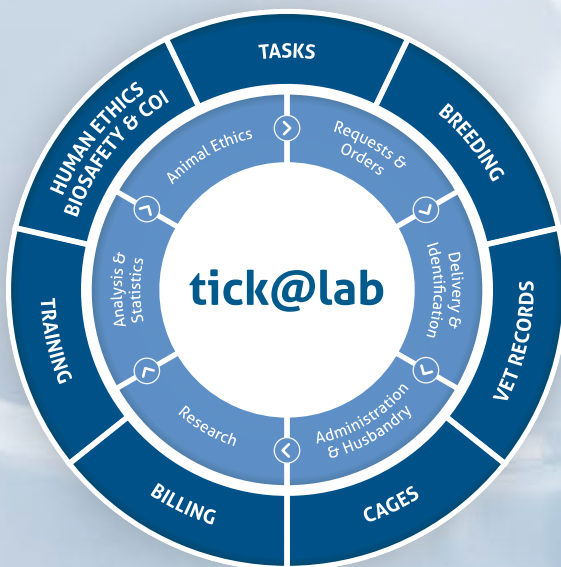 TASKS
BREEDING
VET RECORDS
CAGES
BILLING
TRAINING
HUMAN ETHICS
BIOSAFETY & COI
Animal Ethics
Requests &
Orders
Delivery &
Identification
Administration
& Husbandry
Research
Analysis &
Statistics
tick@lab